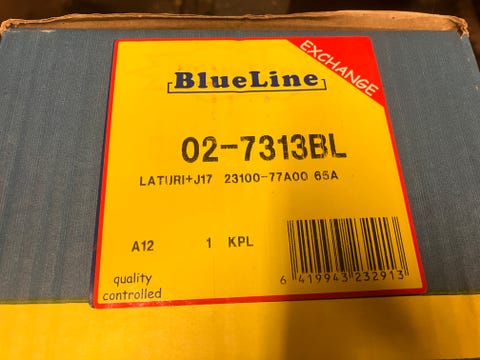 EXCHANGE
BlueLine
02-7313BL
LATURI+J17 23100-77A00 65A
A12 1 KPL
quality
controlled
6 419943 232913